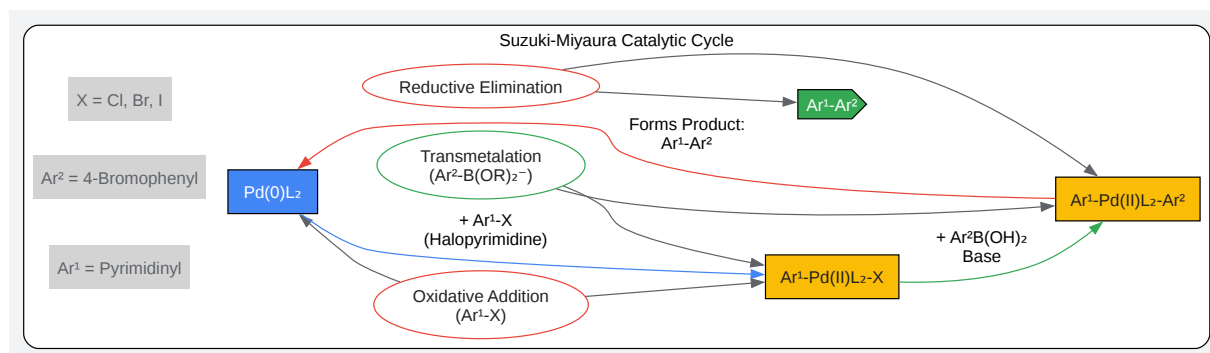 Suzuki-Miyaura Catalytic Cycle
X = Cl, Br, I
Reductive Elimination
Ar¹-Ar²
Forms Product:
Ar¹-Ar²
Ar² = 4-Bromophenyl
Transmetalation
(Ar²-B(OR)₂⁻)
Pd(0)L₂
Ar¹-Pd(II)L₂-Ar²
+ Ar¹-X
(Halopyrimidine)
+ Ar²B(OH)₂
Base
Ar¹ = Pyrimidinyl
Ar¹-Pd(II)L₂-X
Oxidative Addition
(Ar¹-X)